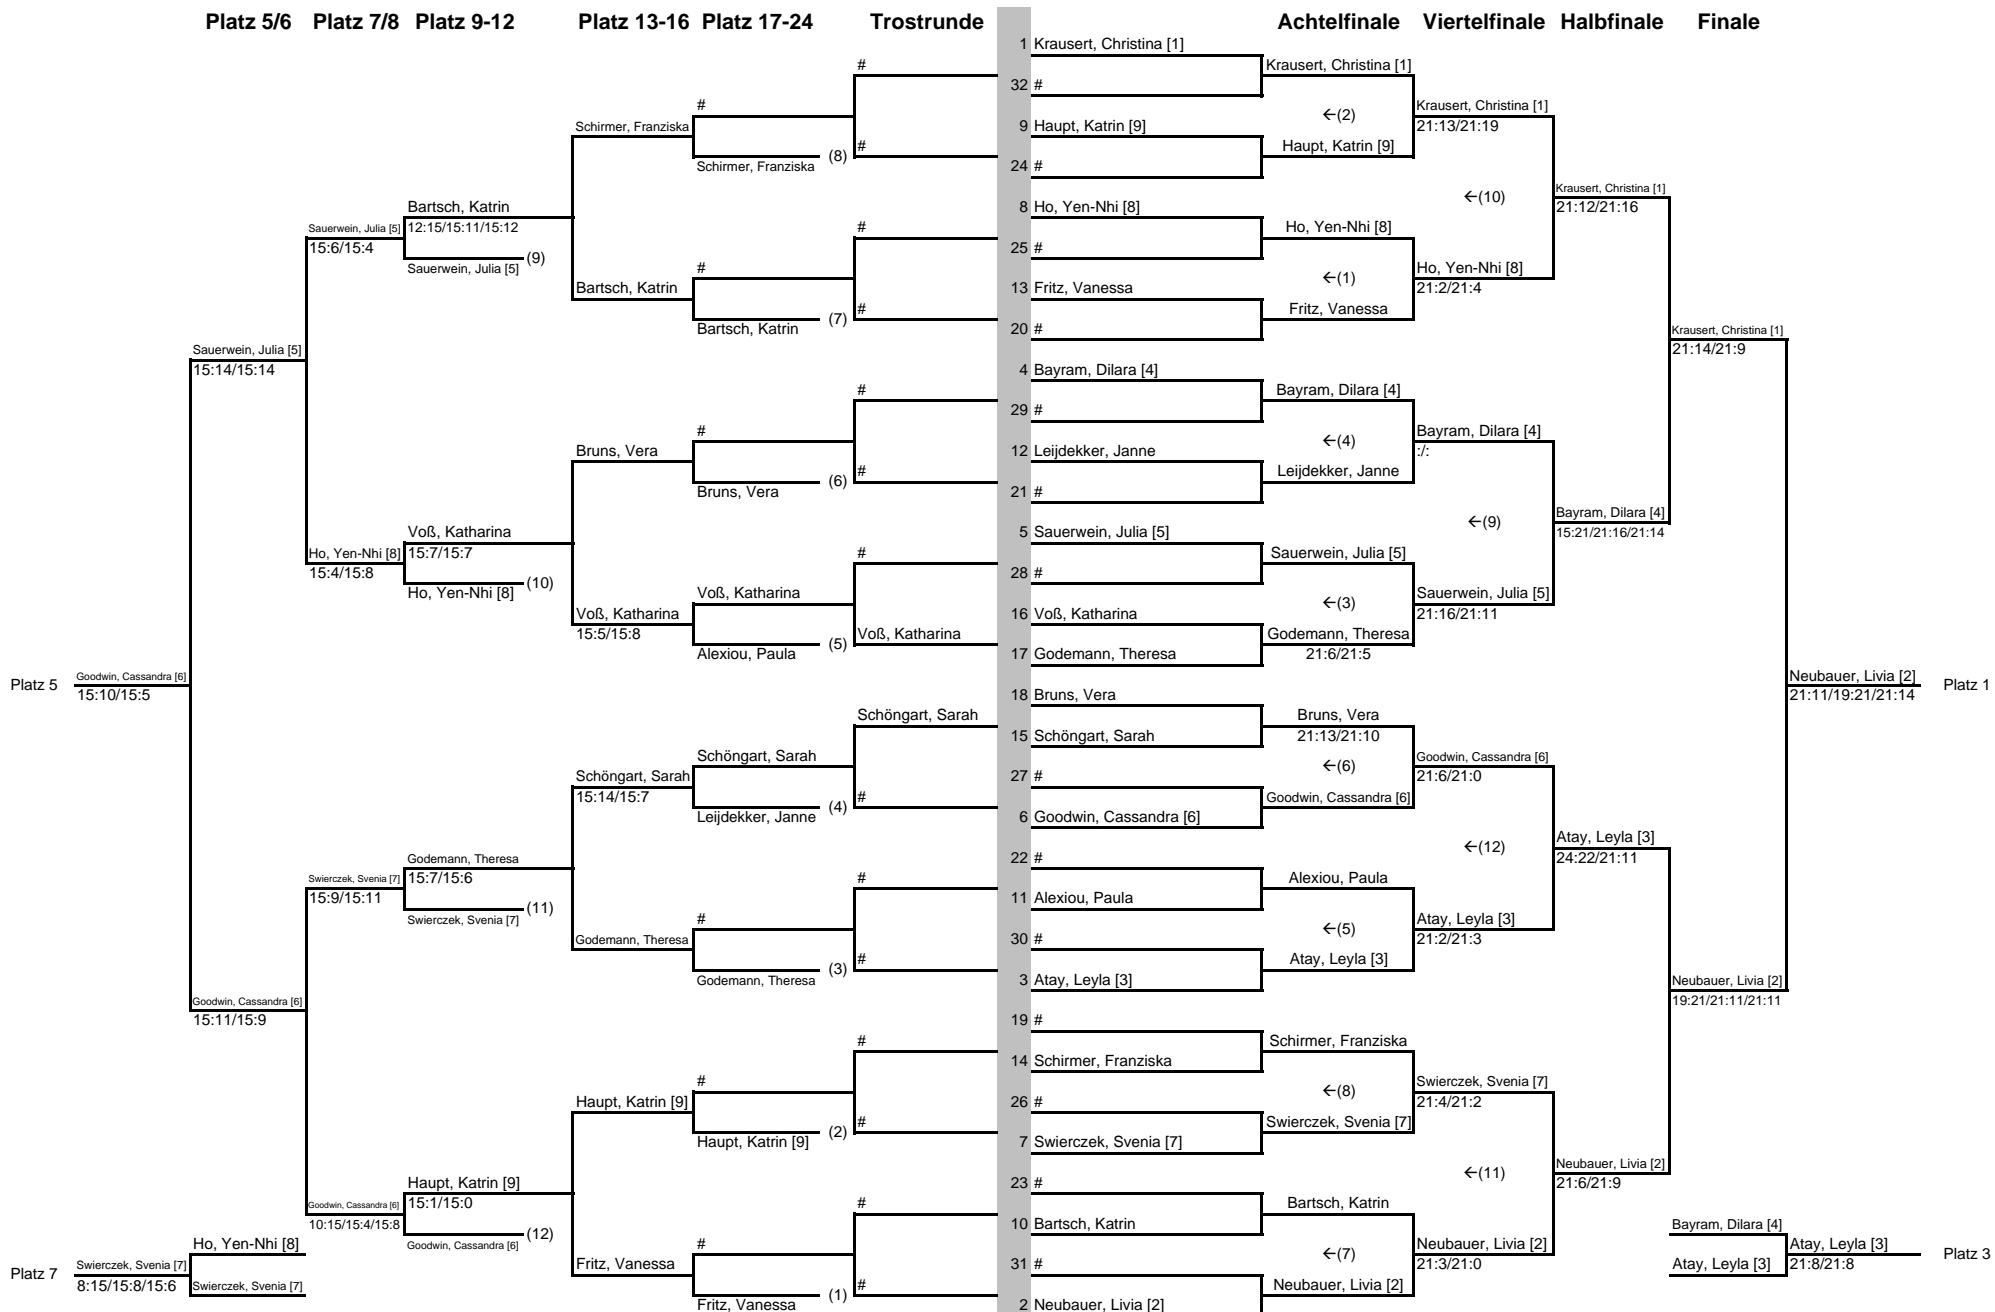 Platz 5/6 Platz 7/8 Platz 9-12 Platz 13-16 Platz 17-24 Trostrunde Achtelfinale Viertelfinale Halbfinale Finale
1 Krausert, Christina [1]
# Krausert, Christina [1]
32 #
# Krausert, Christina [1]
Schirmer, Franziska 9 Haupt, Katrin [9] ←(2) 21:13/21:19
(8) # Haupt, Katrin [9]
Schirmer, Franziska 24 #
Krausert, Christina [1]
Bartsch, Katrin 8 Ho, Yen-Nhi [8] ←(10) 21:12/21:16
Sauerwein, Julia [5] 12:15/15:11/15:12 # Ho, Yen-Nhi [8]
15:6/15:4 25 #
Sauerwein, Julia [5] (9) # Ho, Yen-Nhi [8]
Bartsch, Katrin 13 Fritz, Vanessa ←(1) 21:2/21:4
# Fritz, Vanessa
Bartsch, Katrin (7) 20 #
Krausert, Christina [1]
Sauerwein, Julia [5] 21:14/21:9
15:14/15:14 4 Bayram, Dilara [4]
# Bayram, Dilara [4]
29 #
# Bayram, Dilara [4]
Bruns, Vera 12 Leijdekker, Janne ←(4) :/:
# Leijdekker, Janne
Bruns, Vera (6) 21 #
Bayram, Dilara [4]
Voß, Katharina 5 Sauerwein, Julia [5] ←(9) 15:21/21:16/21:14
Ho, Yen-Nhi [8] 15:7/15:7 # Sauerwein, Julia [5]
15:4/15:8 28 #
Ho, Yen-Nhi [8] (10) Voß, Katharina Sauerwein, Julia [5]
Voß, Katharina 16 Voß, Katharina ←(3) 21:16/21:11
15:5/15:8 Voß, Katharina Godemann, Theresa
Alexiou, Paula (5) 17 Godemann, Theresa 21:6/21:5
Platz 5 Goodwin, Cassandra [6] Neubauer, Livia [2] Platz 1
15:10/15:5 18 Bruns, Vera 21:11/19:21/21:14
Schöngart, Sarah Bruns, Vera
15 Schöngart, Sarah 21:13/21:10
Schöngart, Sarah Goodwin, Cassandra [6]
Schöngart, Sarah 27 # ←(6) 21:6/21:0
15:14/15:7 # Goodwin, Cassandra [6]
Leijdekker, Janne (4) 6 Goodwin, Cassandra [6]
Atay, Leyla [3]
Godemann, Theresa 22 # ←(12) 24:22/21:11
Swierczek, Svenia [7] 15:7/15:6 # Alexiou, Paula
15:9/15:11 11 Alexiou, Paula
Swierczek, Svenia [7] (11) # Atay, Leyla [3]
Godemann, Theresa 30 # ←(5) 21:2/21:3
# Atay, Leyla [3]
Godemann, Theresa (3) 3 Atay, Leyla [3] Neubauer, Livia [2]
Goodwin, Cassandra [6] 19:21/21:11/21:11
15:11/15:9 19 #
# Schirmer, Franziska
14 Schirmer, Franziska
# Swierczek, Svenia [7]
Haupt, Katrin [9] 26 # ←(8) 21:4/21:2
# Swierczek, Svenia [7]
Haupt, Katrin [9] (2) 7 Swierczek, Svenia [7]
Neubauer, Livia [2]
Haupt, Katrin [9] 23 # ←(11) 21:6/21:9
Goodwin, Cassandra [6] 15:1/15:0 # Bartsch, Katrin
10:15/15:4/15:8 10 Bartsch, Katrin Bayram, Dilara [4]
Ho, Yen-Nhi [8] Goodwin, Cassandra [6] (12) # Neubauer, Livia [2] Atay, Leyla [3]
Platz 7 Swierczek, Svenia [7] Fritz, Vanessa 31 # ←(7) 21:3/21:0 Atay, Leyla [3] 21:8/21:8 Platz 3
8:15/15:8/15:6 Swierczek, Svenia [7] # Neubauer, Livia [2]
Fritz, Vanessa (1) 2 Neubauer, Livia [2]